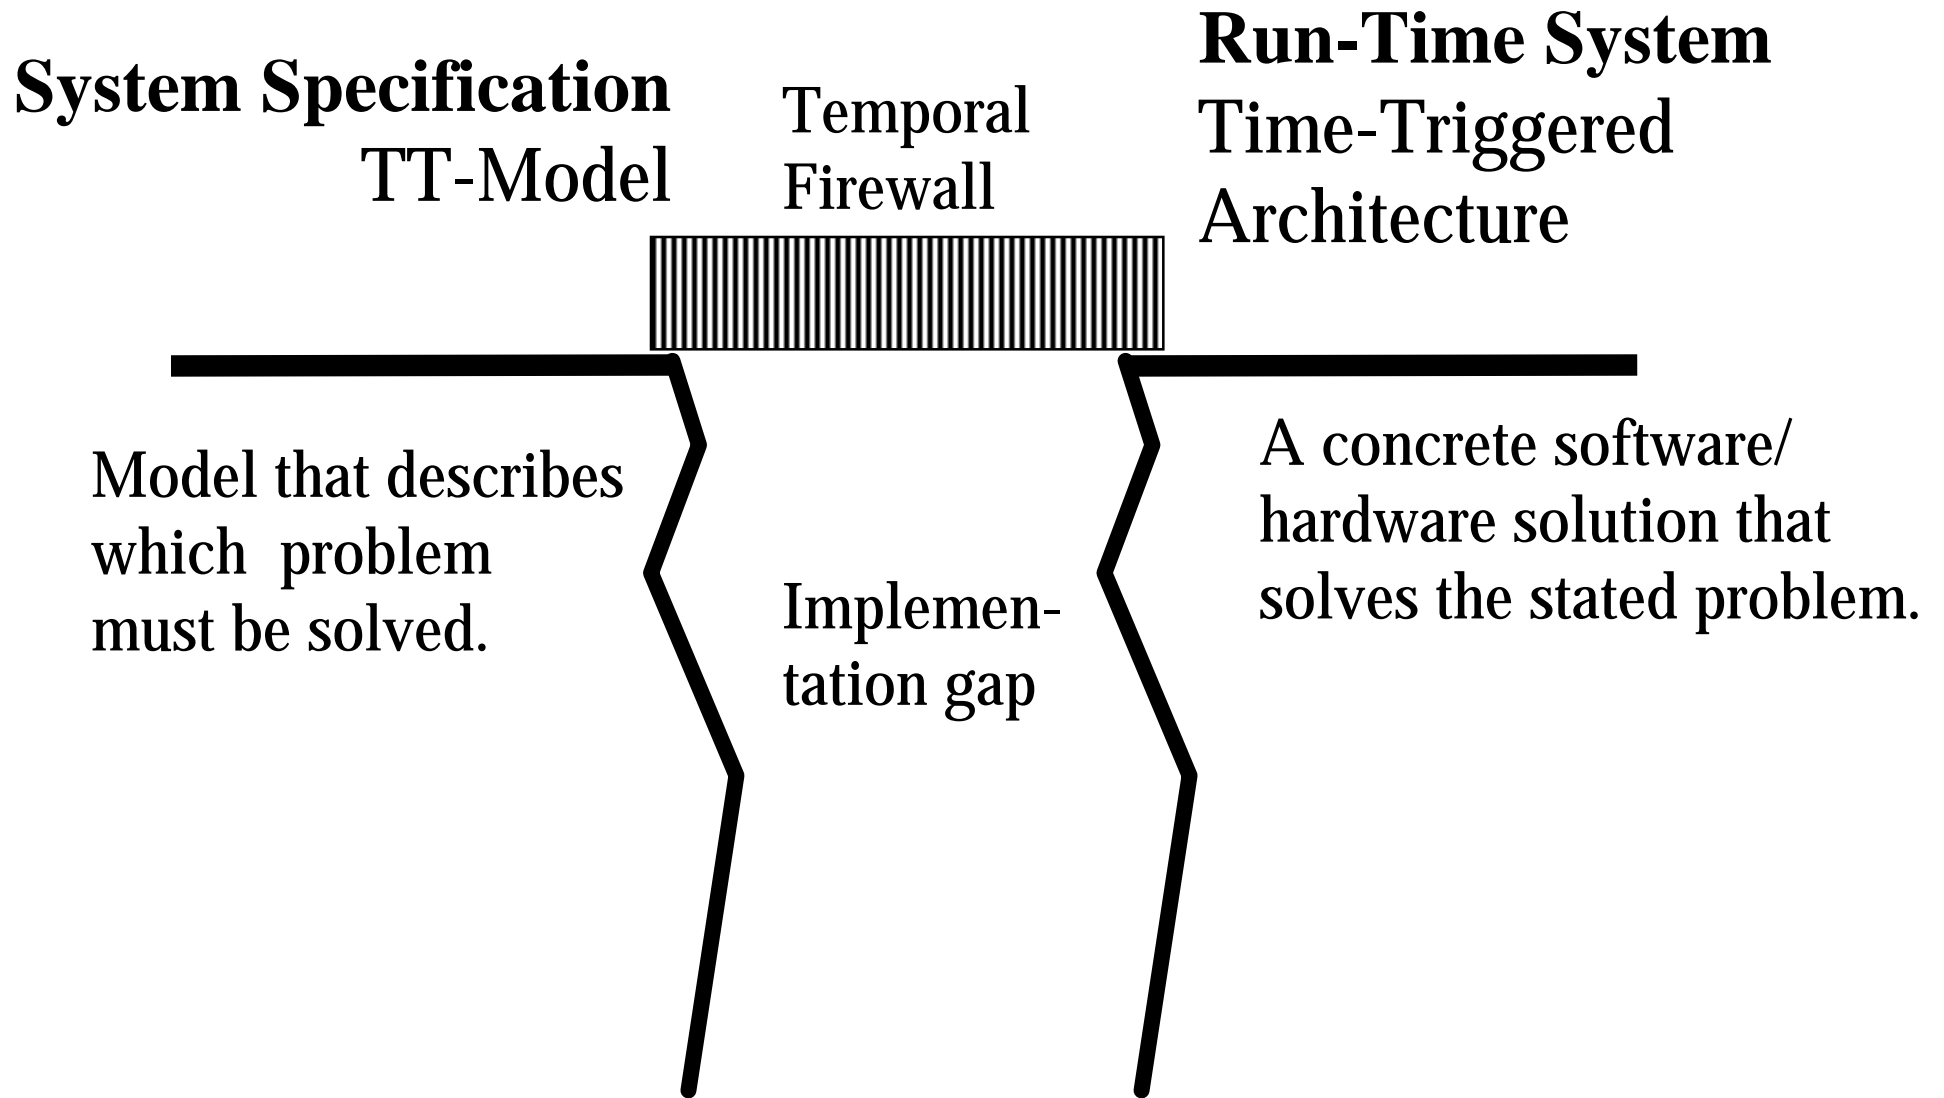 System Specification
TT-Model
Temporal
Firewall
Run-Time System
Time-Triggered
Architecture
Model that describes
which  problem
must be solved.
Implemen-
tation gap
A concrete software/
hardware solution that
solves the stated problem.